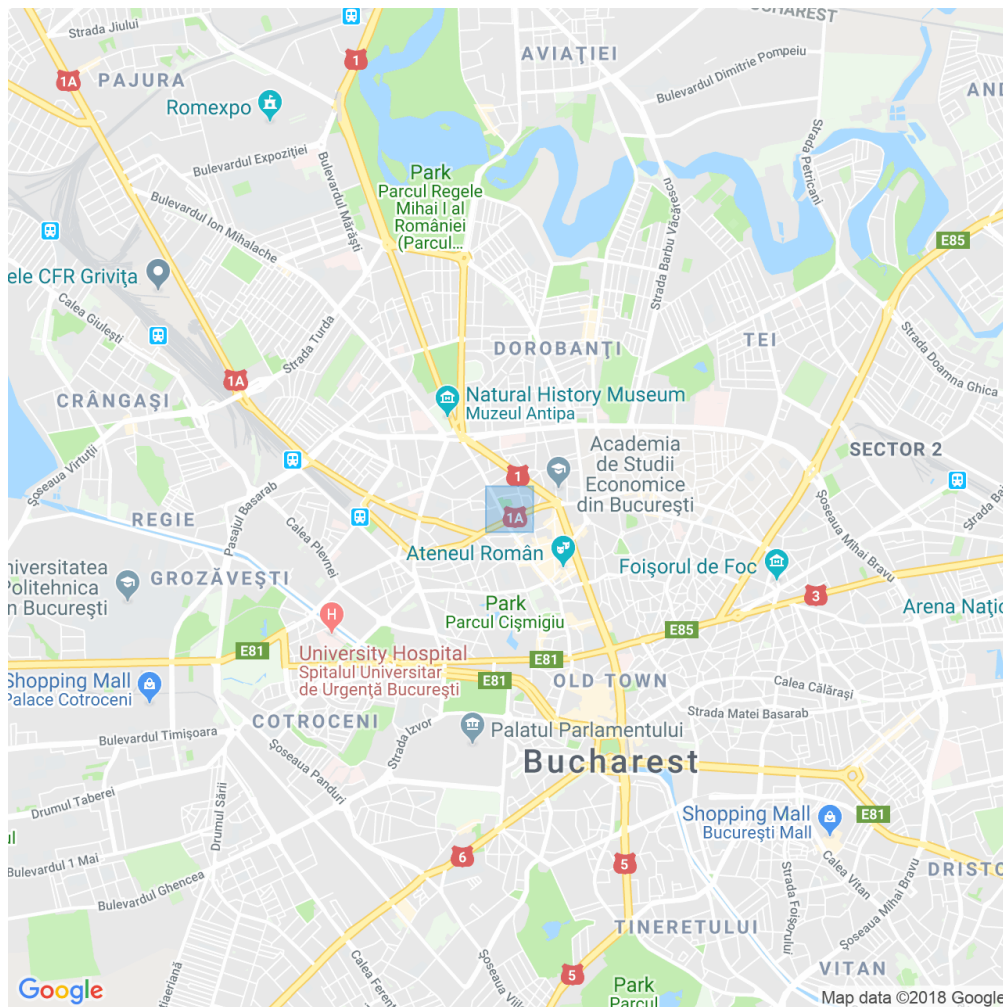 Strada Jiului
BUCHAREST
1
AVIAȚIEI
PAJURA
1A
Bulevardul Dimitrie Pompeiu
Romexpo
Bulevardul Expoziției
Bulevardul Mărăști
Strada Petricani
Park
Parcul Regele
Mihai I al
României
(Parcul...
Bulevardul Ion Mihalache
Strada Barbu Văcărescu
E85
ele CFR Grivița
Calea Giulești
Strada Turda
DOROBANȚI
TEI
Strada Doamna Ghica
1A
CRÂNGAȘI
Natural History Museum
Muzeul Antipa
Academia
de Studii
Economice
din București
SECTOR 2
Șoseaua Virtuții
Pasajul Basarab
1
1A
REGIE
Calea Plevnei
Șoseaua Mihai Bravu
Ateneul Român
Foișorul de Foc
niversitatea
Politehnica
in București
GROZĂVEȘTI
3
Park
Parcul Cișmigiu
Arena Națio
H
University Hospital
Spitalul Universitar
de Urgență București
E85
E81
E81
E81
Shopping Mall
Palace Cotroceni
OLD TOWN
Calea Călărași
COTROCENI
Strada Izvor
Strada Matei Basarab
Bulevardul Timișoara
Palatul Parlamentului
Șoseaua Panduri
Bucharest
Drumul Taberei
Drumul Sării
Shopping Mall
București Mall
E81
ul
Bulevardul 1 Mai
6
5
Calea Vitan
DRISTO
Bulevardul Ghencea
Strada Foișorului
Șoseaua Mihai Bravu
TINERETULUI
5
VITAN
Calea Ferent
Park
Parcul
Google
Map data ©2018 Google